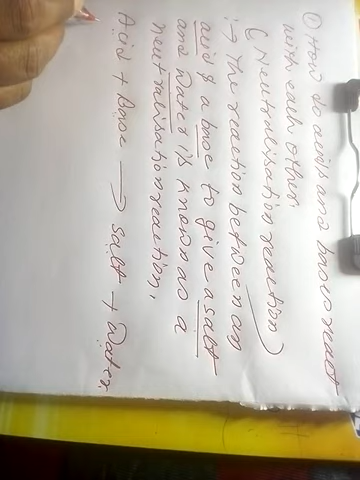 ① How do acids and bases react
with each other
( Neutralisation reaction )
:→ The reaction between an
acid & a base to give a salt
and water is known as a
neutralisation reaction.
Acid + Base → Salt + Water.